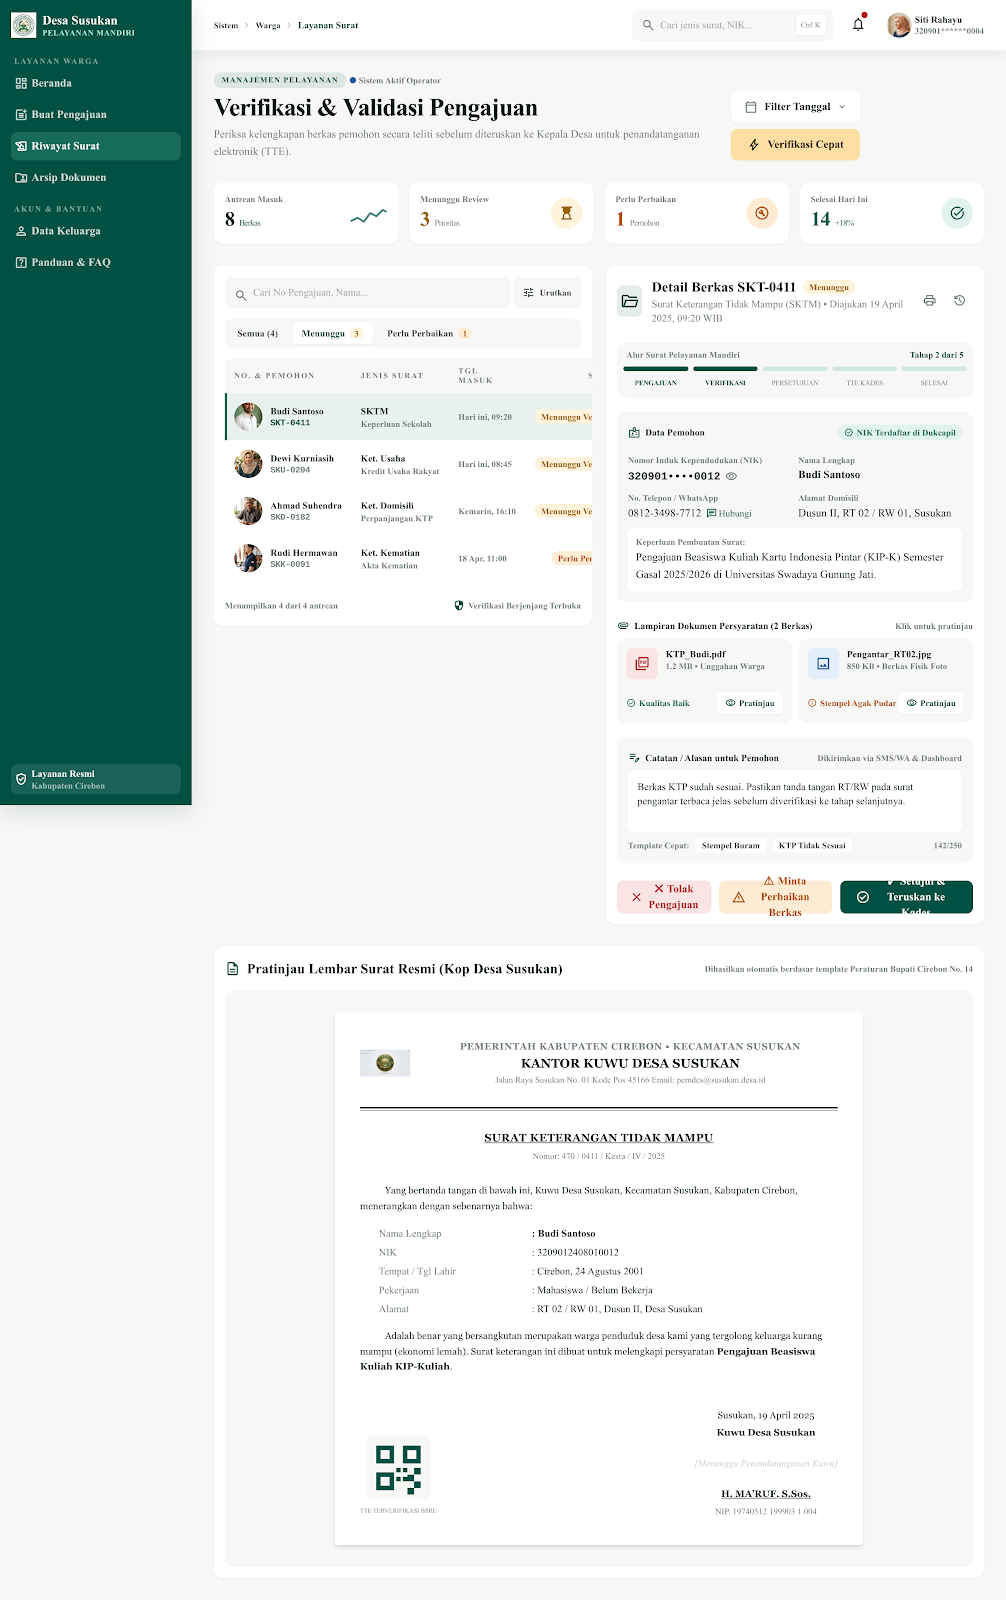 Desa Susukan
PELAYANAN MANDIRI
LAYANAN WARGA
Beranda
Buat Pengajuan
Riwayat Surat
Arsip Dokumen
AKUN & BANTUAN
Data Keluarga
Panduan & FAQ
Layanan Resmi
Kabupaten Cirebon
Sistem > Warga > Layanan Surat
Cari jenis surat, NIK...
Ctrl K
Siti Rahayu
320901******0004
MANAJEMEN PELAYANAN
Sistem Aktif Operator
Verifikasi & Validasi Pengajuan
Periksa kelengkapan berkas pemohon secara teliti sebelum diteruskan ke Kepala Desa untuk penandatanganan
elektronik (TTE).
Filter Tanggal
Verifikasi Cepat
Antrean Masuk
8 Berkas
Menunggu Review
3 Prioritas
Perlu Perbaikan
1 Pemohon
Selesai Hari Ini
14 +18%
Cari No Pengajuan, Nama...
Urutkan
Semua (4)
Menunggu 3
Perlu Perbaikan 1
NO. & PEMOHON
JENIS SURAT
TGL
MASUK
S
Budi Santoso
SKT-0411
SKTM
Keperluan Sekolah
Hari ini, 09:20
Menunggu Ve
Dewi Kurniasih
SKU-0294
Ket. Usaha
Kredit Usaha Rakyat
Hari ini, 08:45
Menunggu Ve
Ahmad Suhendra
SKD-0182
Ket. Domisili
Perpanjangan KTP
Kemarin, 16:10
Menunggu Ve
Rudi Hermawan
SKK-0091
Ket. Kematian
Akta Kematian
18 Apr, 11:00
Perlu Per
Menampilkan 4 dari 4 antrean
Verifikasi Berjenjang Terbuka
Detail Berkas SKT-0411
Menunggu
Surat Keterangan Tidak Mampu (SKTM) • Diajukan 19 April
2025, 09:20 WIB
Alur Surat Pelayanan Mandiri
Tahap 2 dari 5
PENGAJUAN
VERIFIKASI
PERSETUJUAN
TTE KADES
SELESAI
Data Pemohon
NIK Terdaftar di Dukcapil
Nomor Induk Kependudukan (NIK)
320901••••0012
Nama Lengkap
Budi Santoso
No. Telepon / WhatsApp
0812-3498-7712 Hubungi
Alamat Domisili
Dusun II, RT 02 / RW 01, Susukan
Keperluan Pembuatan Surat:
Pengajuan Beasiswa Kuliah Kartu Indonesia Pintar (KIP-K) Semester
Gasal 2025/2026 di Universitas Swadaya Gunung Jati.
Lampiran Dokumen Persyaratan (2 Berkas)
Klik untuk pratinjau
KTP_Budi.pdf
1.2 MB • Unggahan Warga
Kualitas Baik
Pratinjau
Pengantar_RT02.jpg
850 KB • Berkas Fisik Foto
Stempel Agak Pudar
Pratinjau
Catatan / Alasan untuk Pemohon
Dikirimkan via SMS/WA & Dashboard
Berkas KTP sudah sesuai. Pastikan tanda tangan RT/RW pada surat
pengantar terbaca jelas sebelum diverifikasi ke tahap selanjutnya.
Template Cepat:
Stempel Buram
KTP Tidak Sesuai
142/250
✕ Tolak
Pengajuan
⚠ Minta
Perbaikan
Berkas
✓ Setujui &
Teruskan ke
Kades
Pratinjau Lembar Surat Resmi (Kop Desa Susukan)
Dihasilkan otomatis berdasar template Peraturan Bupati Cirebon No. 14
PEMERINTAH KABUPATEN CIREBON • KECAMATAN SUSUKAN
KANTOR KUWU DESA SUSUKAN
Jalan Raya Susukan No. 01 Kode Pos 45166 Email: pemdes@susukan.desa.id
SURAT KETERANGAN TIDAK MAMPU
Nomor: 470 / 0411 / Kesra / IV / 2025
Yang bertanda tangan di bawah ini, Kuwu Desa Susukan, Kecamatan Susukan, Kabupaten Cirebon,
menerangkan dengan sebenarnya bahwa:
Nama Lengkap : Budi Santoso
NIK : 3209012408010012
Tempat / Tgl Lahir : Cirebon, 24 Agustus 2001
Pekerjaan : Mahasiswa / Belum Bekerja
Alamat : RT 02 / RW 01, Dusun II, Desa Susukan
Adalah benar yang bersangkutan merupakan warga penduduk desa kami yang tergolong keluarga kurang
mampu (ekonomi lemah). Surat keterangan ini dibuat untuk melengkapi persyaratan Pengajuan Beasiswa
Kuliah KIP-Kuliah.
Susukan, 19 April 2025
Kuwu Desa Susukan
[Menunggu Penandatanganan Kuwu]
H. MA'RUF, S.Sos.
NIP. 19740512 199903 1 004
TTE TERVERIFIKASI BSRE